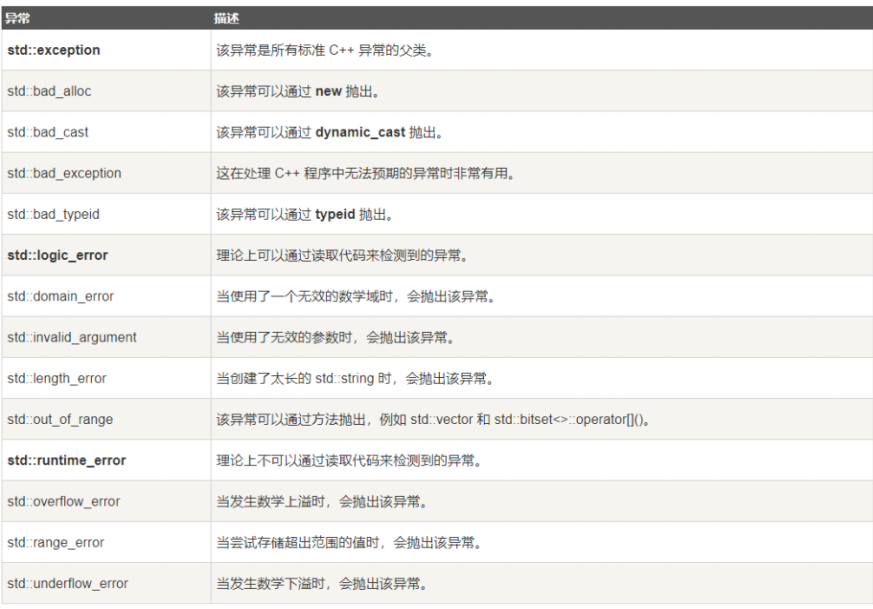 异常 描述
std::exception 该异常是所有标准 C++ 异常的父类。
std::bad_alloc 该异常可以通过 new 抛出。
std::bad_cast 该异常可以通过 dynamic_cast 抛出。
std::bad_exception 这在处理 C++ 程序中无法预期的异常时非常有用。
std::bad_typeid 该异常可以通过 typeid 抛出。
std::logic_error 理论上可以通过读取代码来检测到的异常。
std::domain_error 当使用了一个无效的数学域时，会抛出该异常。
std::invalid_argument 当使用了无效的参数时，会抛出该异常。
std::length_error 当创建了太长的 std::string 时，会抛出该异常。
std::out_of_range 该异常可以通过方法抛出，例如 std::vector 和 std::bitset<>::operator[]()。
std::runtime_error 理论上不可以通过读取代码来检测到的异常。
std::overflow_error 当发生数学上溢时，会抛出该异常。
std::range_error 当尝试存储超出范围的值时，会抛出该异常。
std::underflow_error 当发生数学下溢时，会抛出该异常。